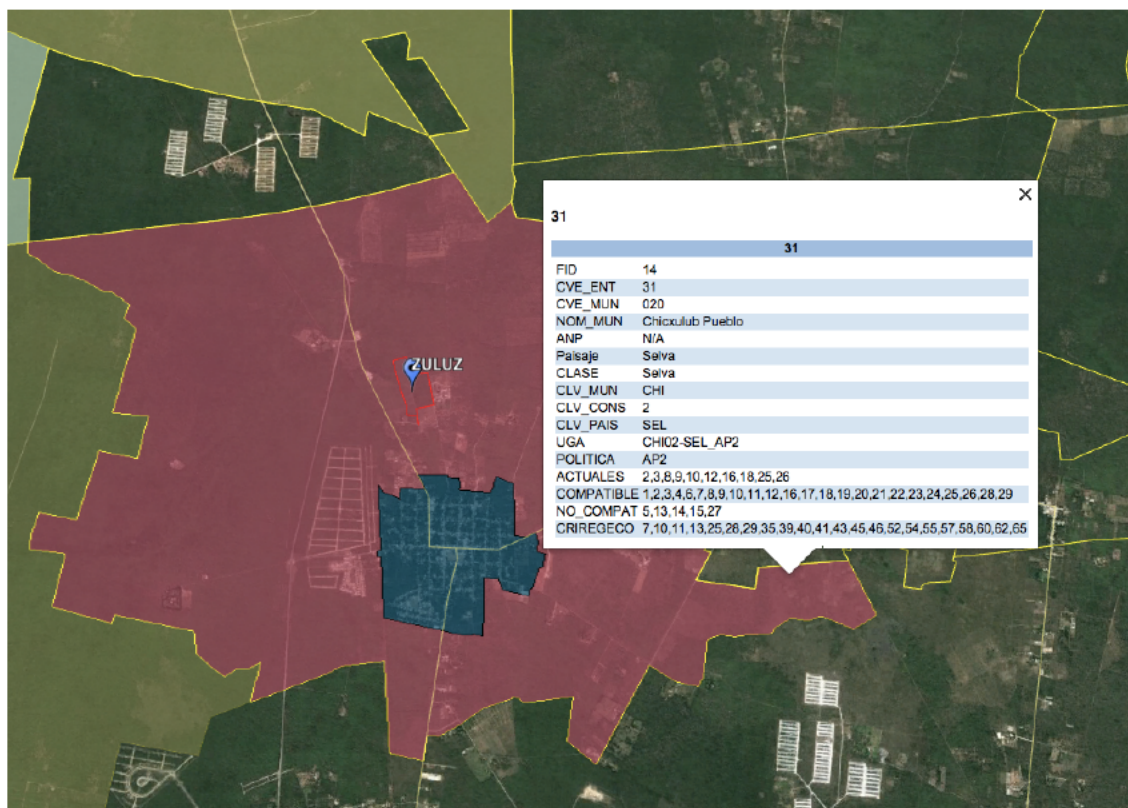 ZULUZ
31
31
FID 14
CVE_ENT 31
CVE_MUN 020
NOM_MUN Chicxulub Pueblo
ANP N/A
Paisaje Selva
CLASE Selva
CLV_MUN CHI
CLV_CONS 2
CLV_PAIS SEL
UGA CHI02-SEL_AP2
POLITICA AP2
ACTUALES 2,3,8,9,10,12,16,18,25,26
COMPATIBLE 1,2,3,4,6,7,8,9,10,11,12,16,17,18,19,20,21,22,23,24,25,26,28,29
NO_COMPAT 5,13,14,15,27
CRIREGECO 7,10,11,13,25,28,29,35,39,40,41,43,45,46,52,54,55,57,58,60,62,65